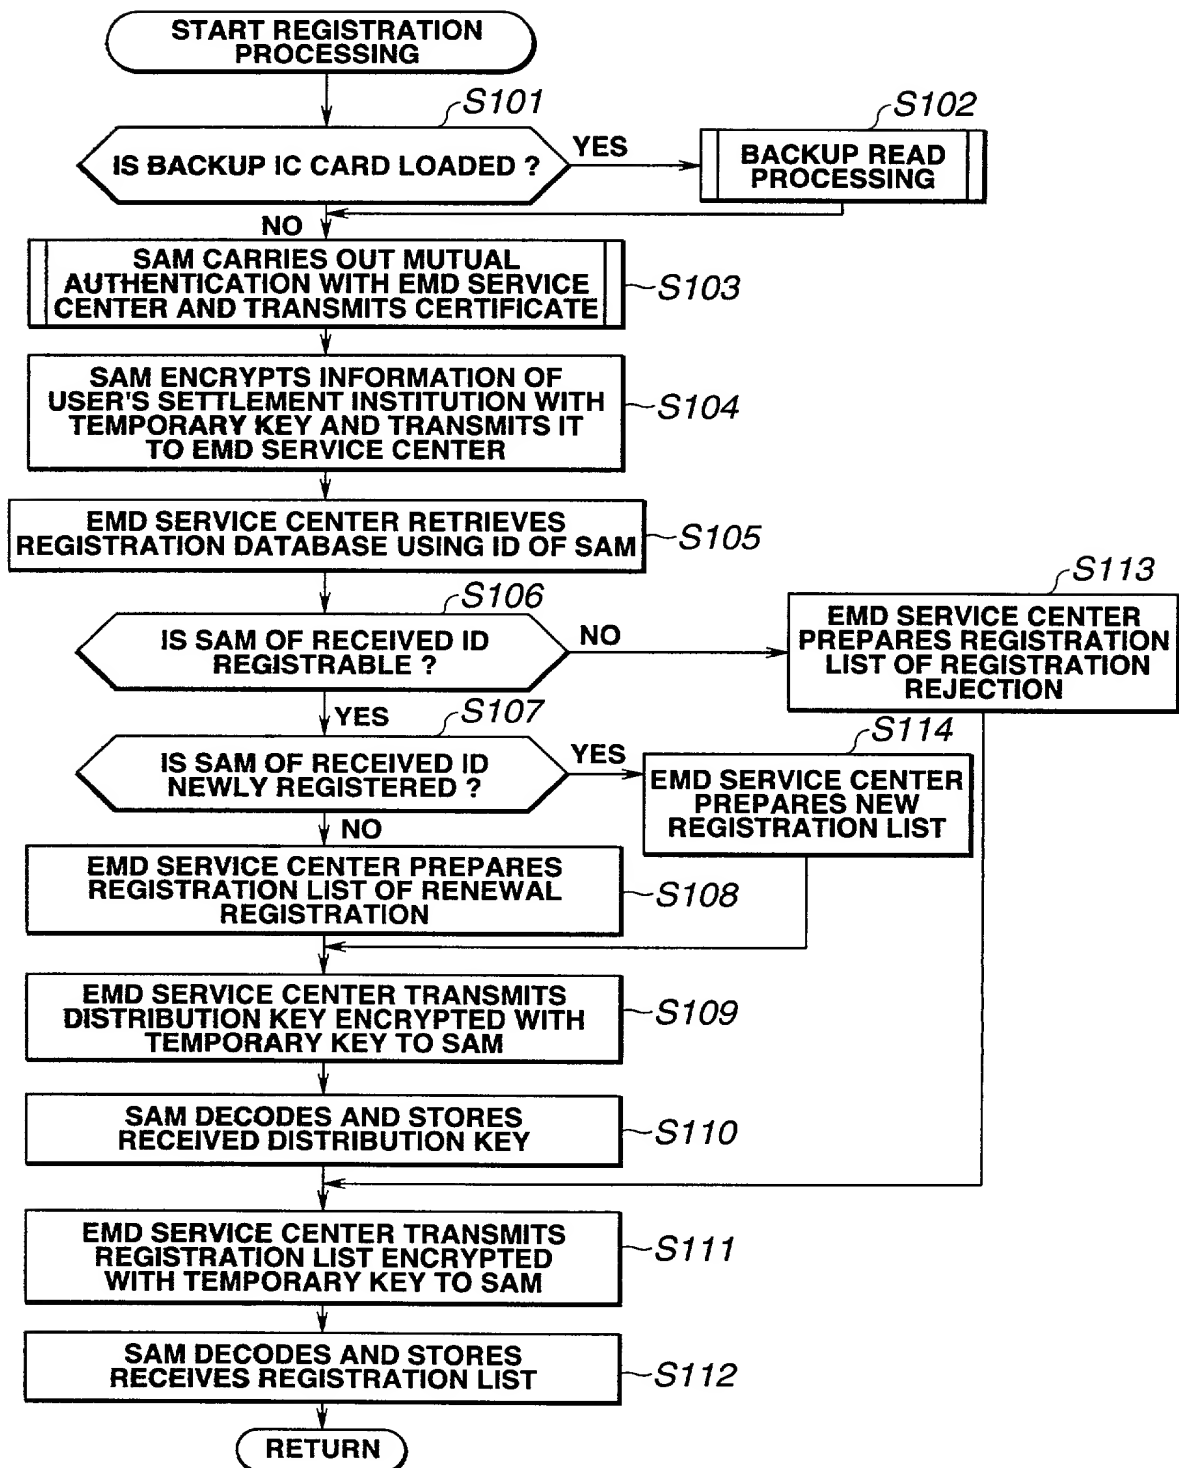 START REGISTRATION
PROCESSING
S101
IS BACKUP IC CARD LOADED ?
YES
S102
BACKUP READ
PROCESSING
NO
SAM CARRIES OUT MUTUAL
AUTHENTICATION WITH EMD SERVICE
CENTER AND TRANSMITS CERTIFICATE
S103
SAM ENCRYPTS INFORMATION OF
USER'S SETTLEMENT INSTITUTION WITH
TEMPORARY KEY AND TRANSMITS IT
TO EMD SERVICE CENTER
S104
EMD SERVICE CENTER RETRIEVES
REGISTRATION DATABASE USING ID OF SAM
S105
S106
IS SAM OF RECEIVED ID
REGISTRABLE ?
NO
S113
EMD SERVICE CENTER
PREPARES REGISTRATION
LIST OF REGISTRATION
REJECTION
YES
S107
IS SAM OF RECEIVED ID
NEWLY REGISTERED ?
YES
S114
EMD SERVICE CENTER
PREPARES NEW
REGISTRATION LIST
NO
EMD SERVICE CENTER PREPARES
REGISTRATION LIST OF RENEWAL
REGISTRATION
S108
EMD SERVICE CENTER TRANSMITS
DISTRIBUTION KEY ENCRYPTED WITH
TEMPORARY KEY TO SAM
S109
SAM DECODES AND STORES
RECEIVED DISTRIBUTION KEY
S110
EMD SERVICE CENTER TRANSMITS
REGISTRATION LIST ENCRYPTED
WITH TEMPORARY KEY TO SAM
S111
SAM DECODES AND STORES
RECEIVES REGISTRATION LIST
S112
RETURN